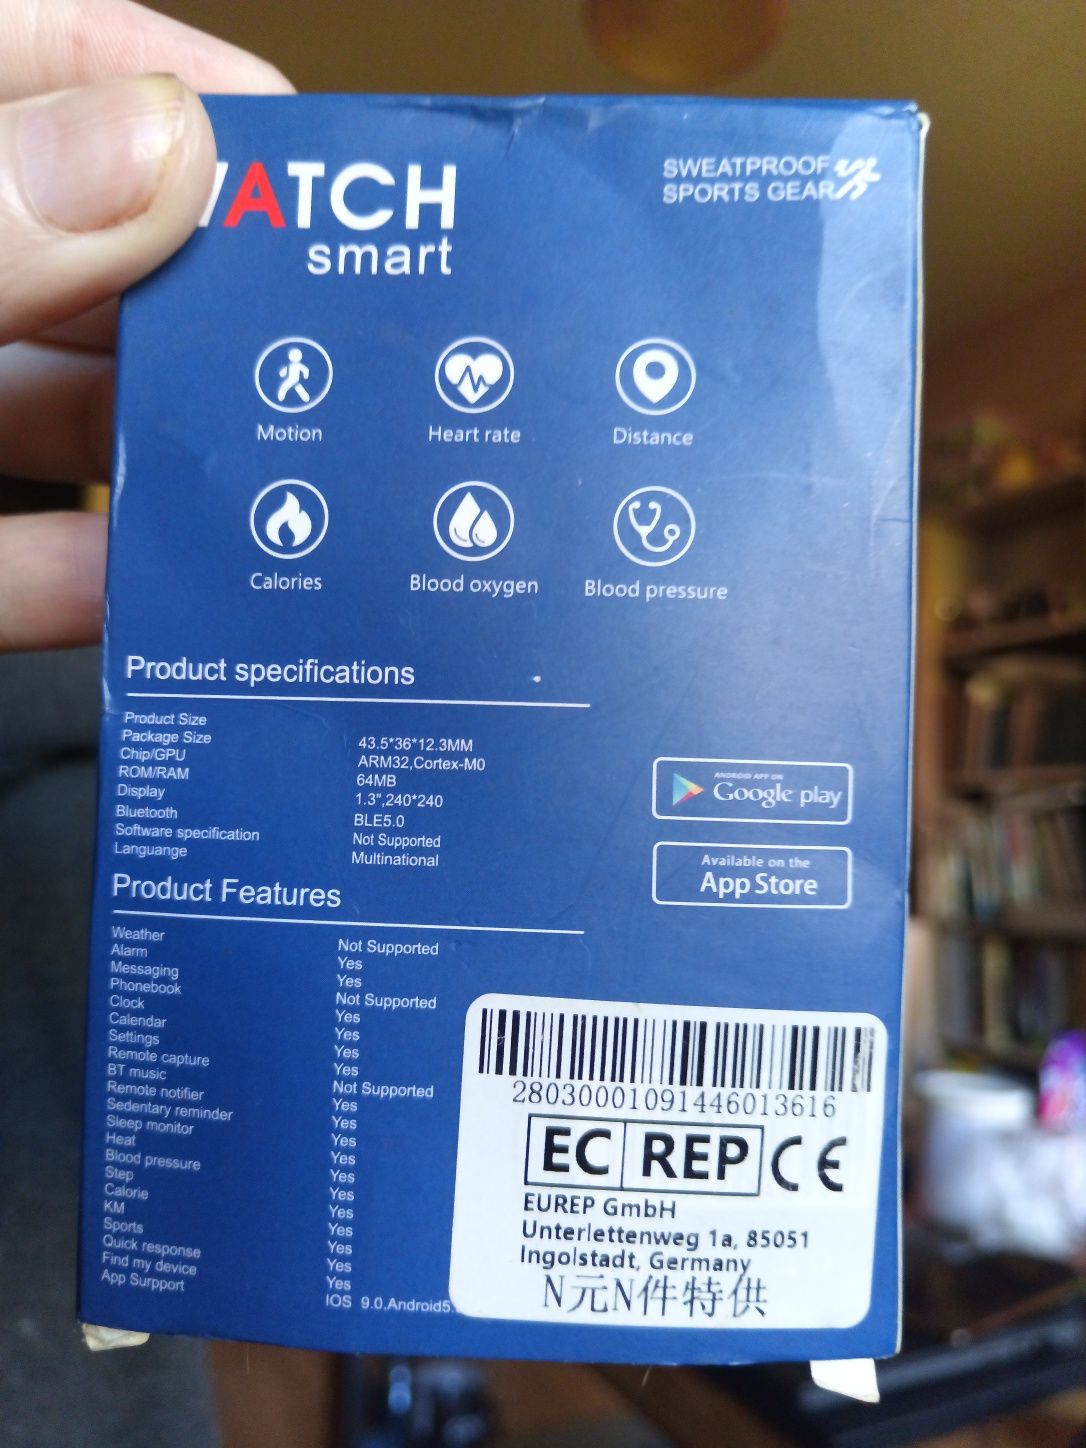 WATCH
smart
SWEATPROOF
SPORTS GEAR
Motion
Heart rate
Distance
Calories
Blood oxygen
Blood pressure
Product specifications
Product Size
Package Size 43.5*36*12.3MM
Chip/GPU ARM32,Cortex-M0
ROM/RAM 64MB
Display 1.3",240*240
Bluetooth BLE5.0
Software specification Not Supported
Languange Multinational
ANDROID APP ON
Google play
Available on the
App Store
Product Features
Weather Not Supported
Alarm Yes
Messaging Yes
Phonebook Not Supported
Clock Yes
Calendar Yes
Settings Yes
Remote capture Yes
BT music Not Supported
Remote notifier Yes
Sedentary reminder Yes
Sleep monitor Yes
Heat Yes
Blood pressure Yes
Step Yes
Calorie Yes
KM Yes
Sports Yes
Quick response Yes
Find my device Yes
App Surpport IOS 9.0,Android5.
28030001091446013616
EC REP CE
EUREP GmbH
Unterlettenweg 1a, 85051
Ingolstadt, Germany
N元N件特供